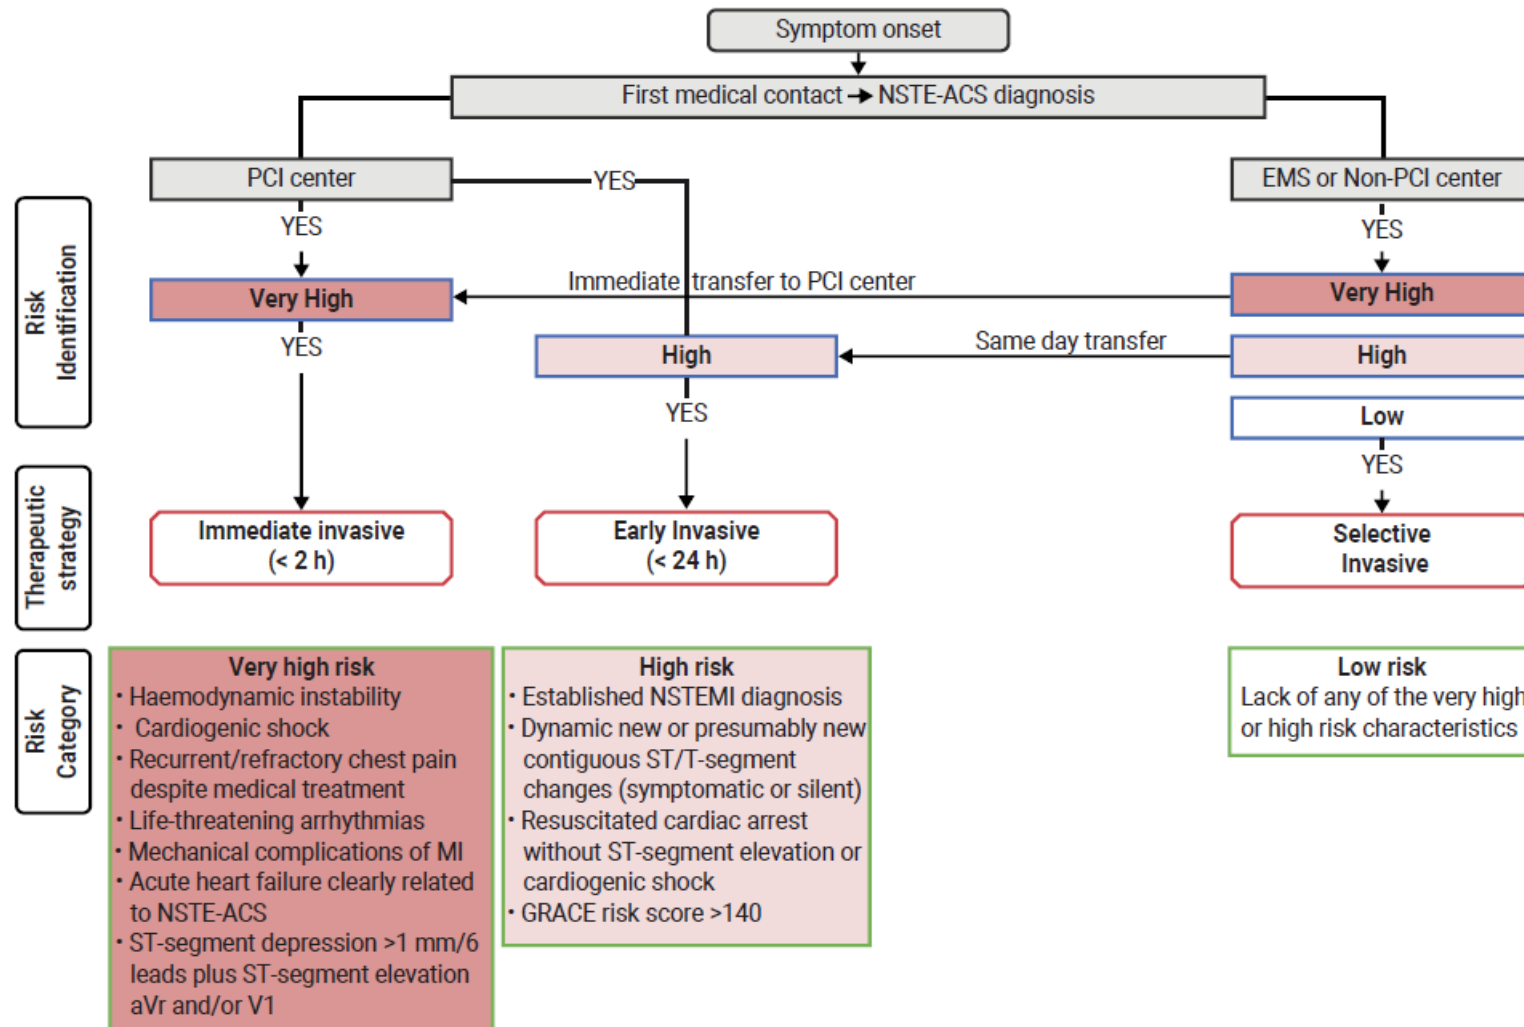 Symptom onset
First medical contact → NSTE-ACS diagnosis
PCI center
YES
EMS or Non-PCI center
YES
YES
Risk
Identification
Very High
Immediate transfer to PCI center
Very High
YES
High
Same day transfer
High
YES
Low
YES
Therapeutic
strategy
Immediate invasive
(< 2 h)
Early Invasive
(< 24 h)
Selective
Invasive
Risk
Category
Very high risk
· Haemodynamic instability
· Cardiogenic shock
· Recurrent/refractory chest pain
despite medical treatment
· Life-threatening arrhythmias
· Mechanical complications of MI
· Acute heart failure clearly related
to NSTE-ACS
· ST-segment depression >1 mm/6
leads plus ST-segment elevation
aVr and/or V1
High risk
· Established NSTEMI diagnosis
· Dynamic new or presumably new
contiguous ST/T-segment
changes (symptomatic or silent)
· Resuscitated cardiac arrest
without ST-segment elevation or
cardiogenic shock
· GRACE risk score >140
Low risk
Lack of any of the very high
or high risk characteristics